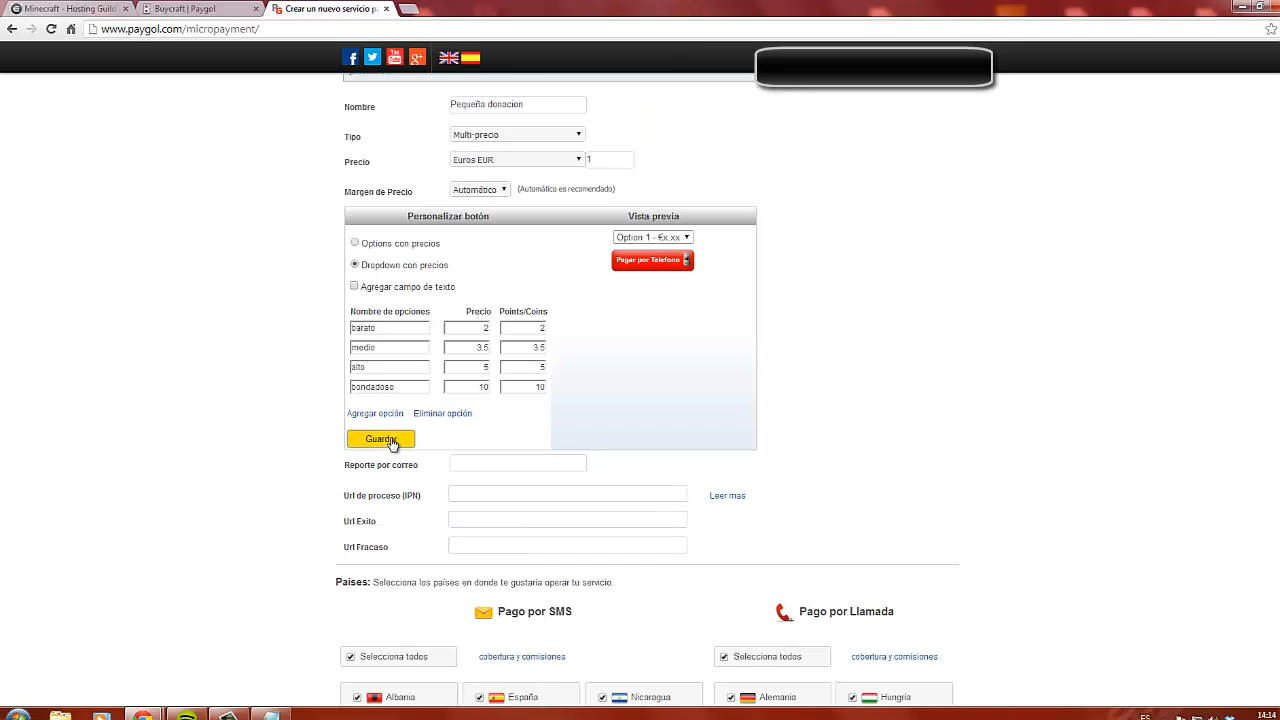 Minecraft - Hosting Guild
Buycraft | Paygol
Crear un nuevo servicio p
www.paygol.com/micropayment/
Nombre Pequeña donacion
Tipo Multi-precio
Precio Euros EUR 1
Margen de Precio Automático (Automático es recomendado)
Personalizar botón Vista previa
Options con precios Option 1 - €x.xx
Dropdown con precios Pagar por Telefono
Agregar campo de texto
Nombre de opciones Precio Points/Coins
barato 2 2
medio 3.5 3.5
alto 5 5
bondadoso 10 10
Agregar opción Eliminar opción
Guardar
Reporte por correo
Url de proceso (IPN) Leer mas
Url Exito
Url Fracaso
Países: Selecciona los países en donde te gustaria operar tu servicio.
Pago por SMS Pago por Llamada
Selecciona todos cobertura y comisiones Selecciona todos cobertura y comisiones
Albania España Nicaragua Alemania Hungría
ES 14:14